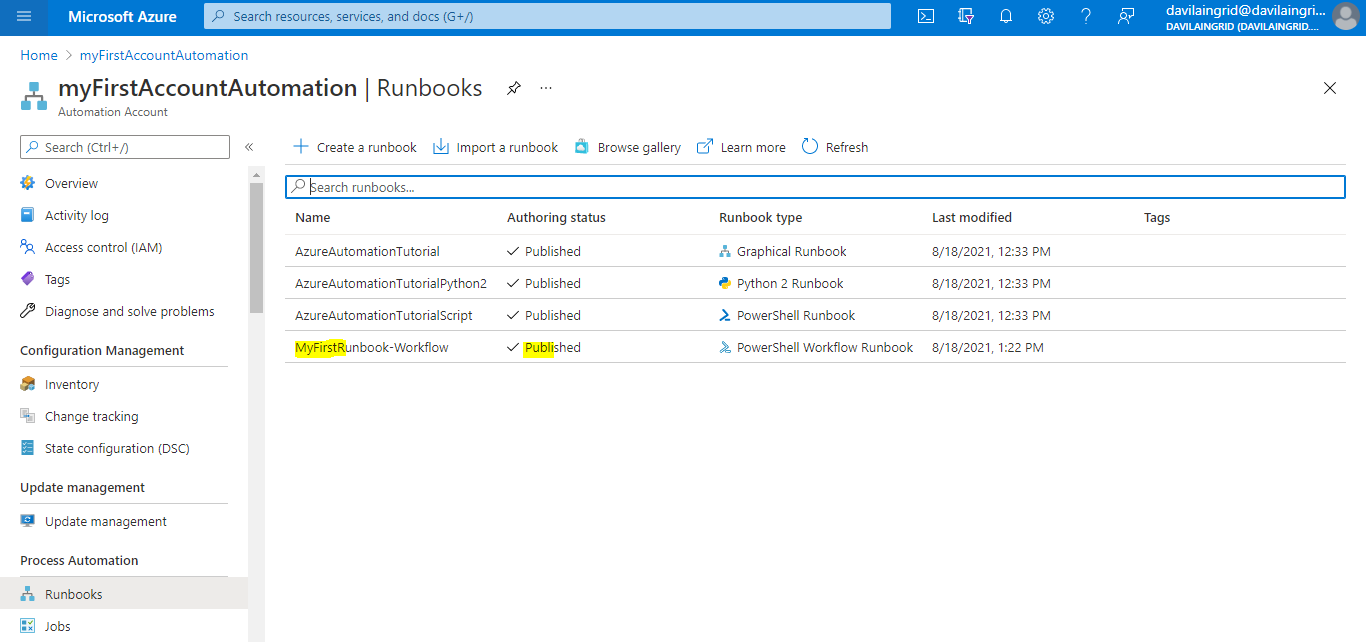 Microsoft Azure
Search resources, services, and docs (G+/)
davilaingrid@davilaingri...
DAVILAINGRID (DAVILAINGRID....
Home > myFirstAccountAutomation
myFirstAccountAutomation | Runbooks
Automation Account
Search (Ctrl+/)
Overview
Activity log
Access control (IAM)
Tags
Diagnose and solve problems
Configuration Management
Inventory
Change tracking
State configuration (DSC)
Update management
Update management
Process Automation
Runbooks
Jobs
Create a runbook Import a runbook Browse gallery Learn more Refresh
Search runbooks...
Name Authoring status Runbook type Last modified Tags
AzureAutomationTutorial Published Graphical Runbook 8/18/2021, 12:33 PM
AzureAutomationTutorialPython2 Published Python 2 Runbook 8/18/2021, 12:33 PM
AzureAutomationTutorialScript Published PowerShell Runbook 8/18/2021, 12:33 PM
MyFirstRunbook-Workflow Published PowerShell Workflow Runbook 8/18/2021, 1:22 PM